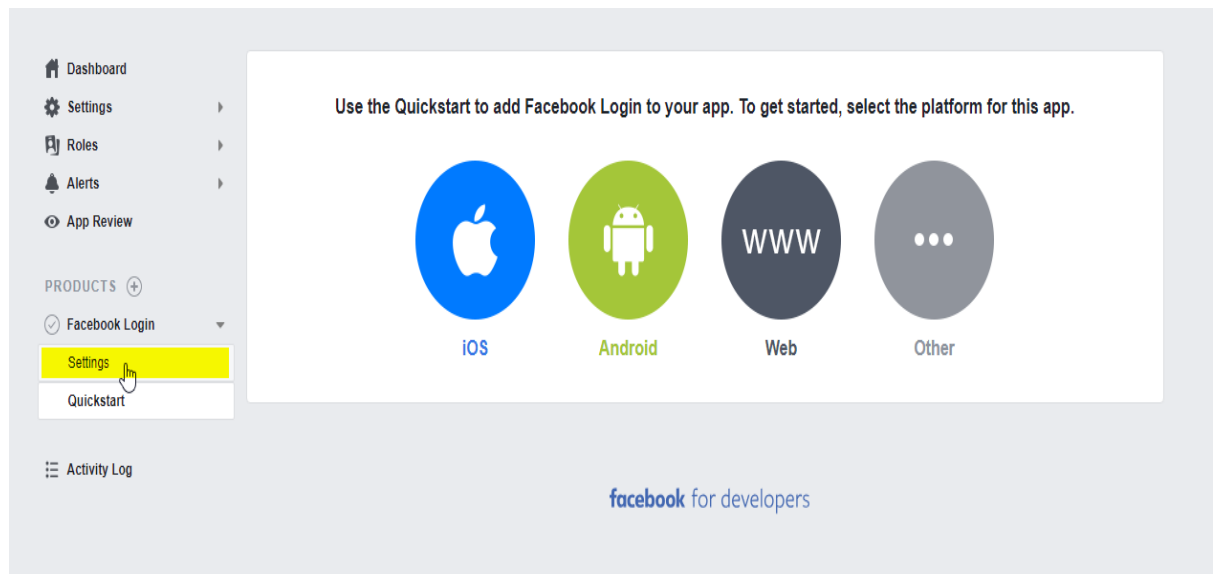 Dashboard
Settings
Roles
Alerts
App Review
PRODUCTS
Facebook Login
Settings
Quickstart
Activity Log
Use the Quickstart to add Facebook Login to your app. To get started, select the platform for this app.
WWW
iOS
Android
Web
Other
facebook for developers